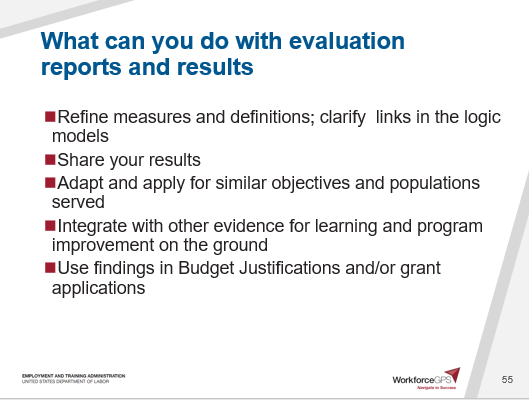 What can you do with evaluation
reports and results
Refine measures and definitions; clarify  links in the logic
models
Share your results
Adapt and apply for similar objectives and populations
served
Integrate with other evidence for learning and program
improvement on the ground
Use findings in Budget Justifications and/or grant
applications
EMPLOYMENT AND TRAINING ADMINISTRATION
UNITED STATES DEPARTMENT OF LABOR
WorkforceGPS
Navigate to Success
55